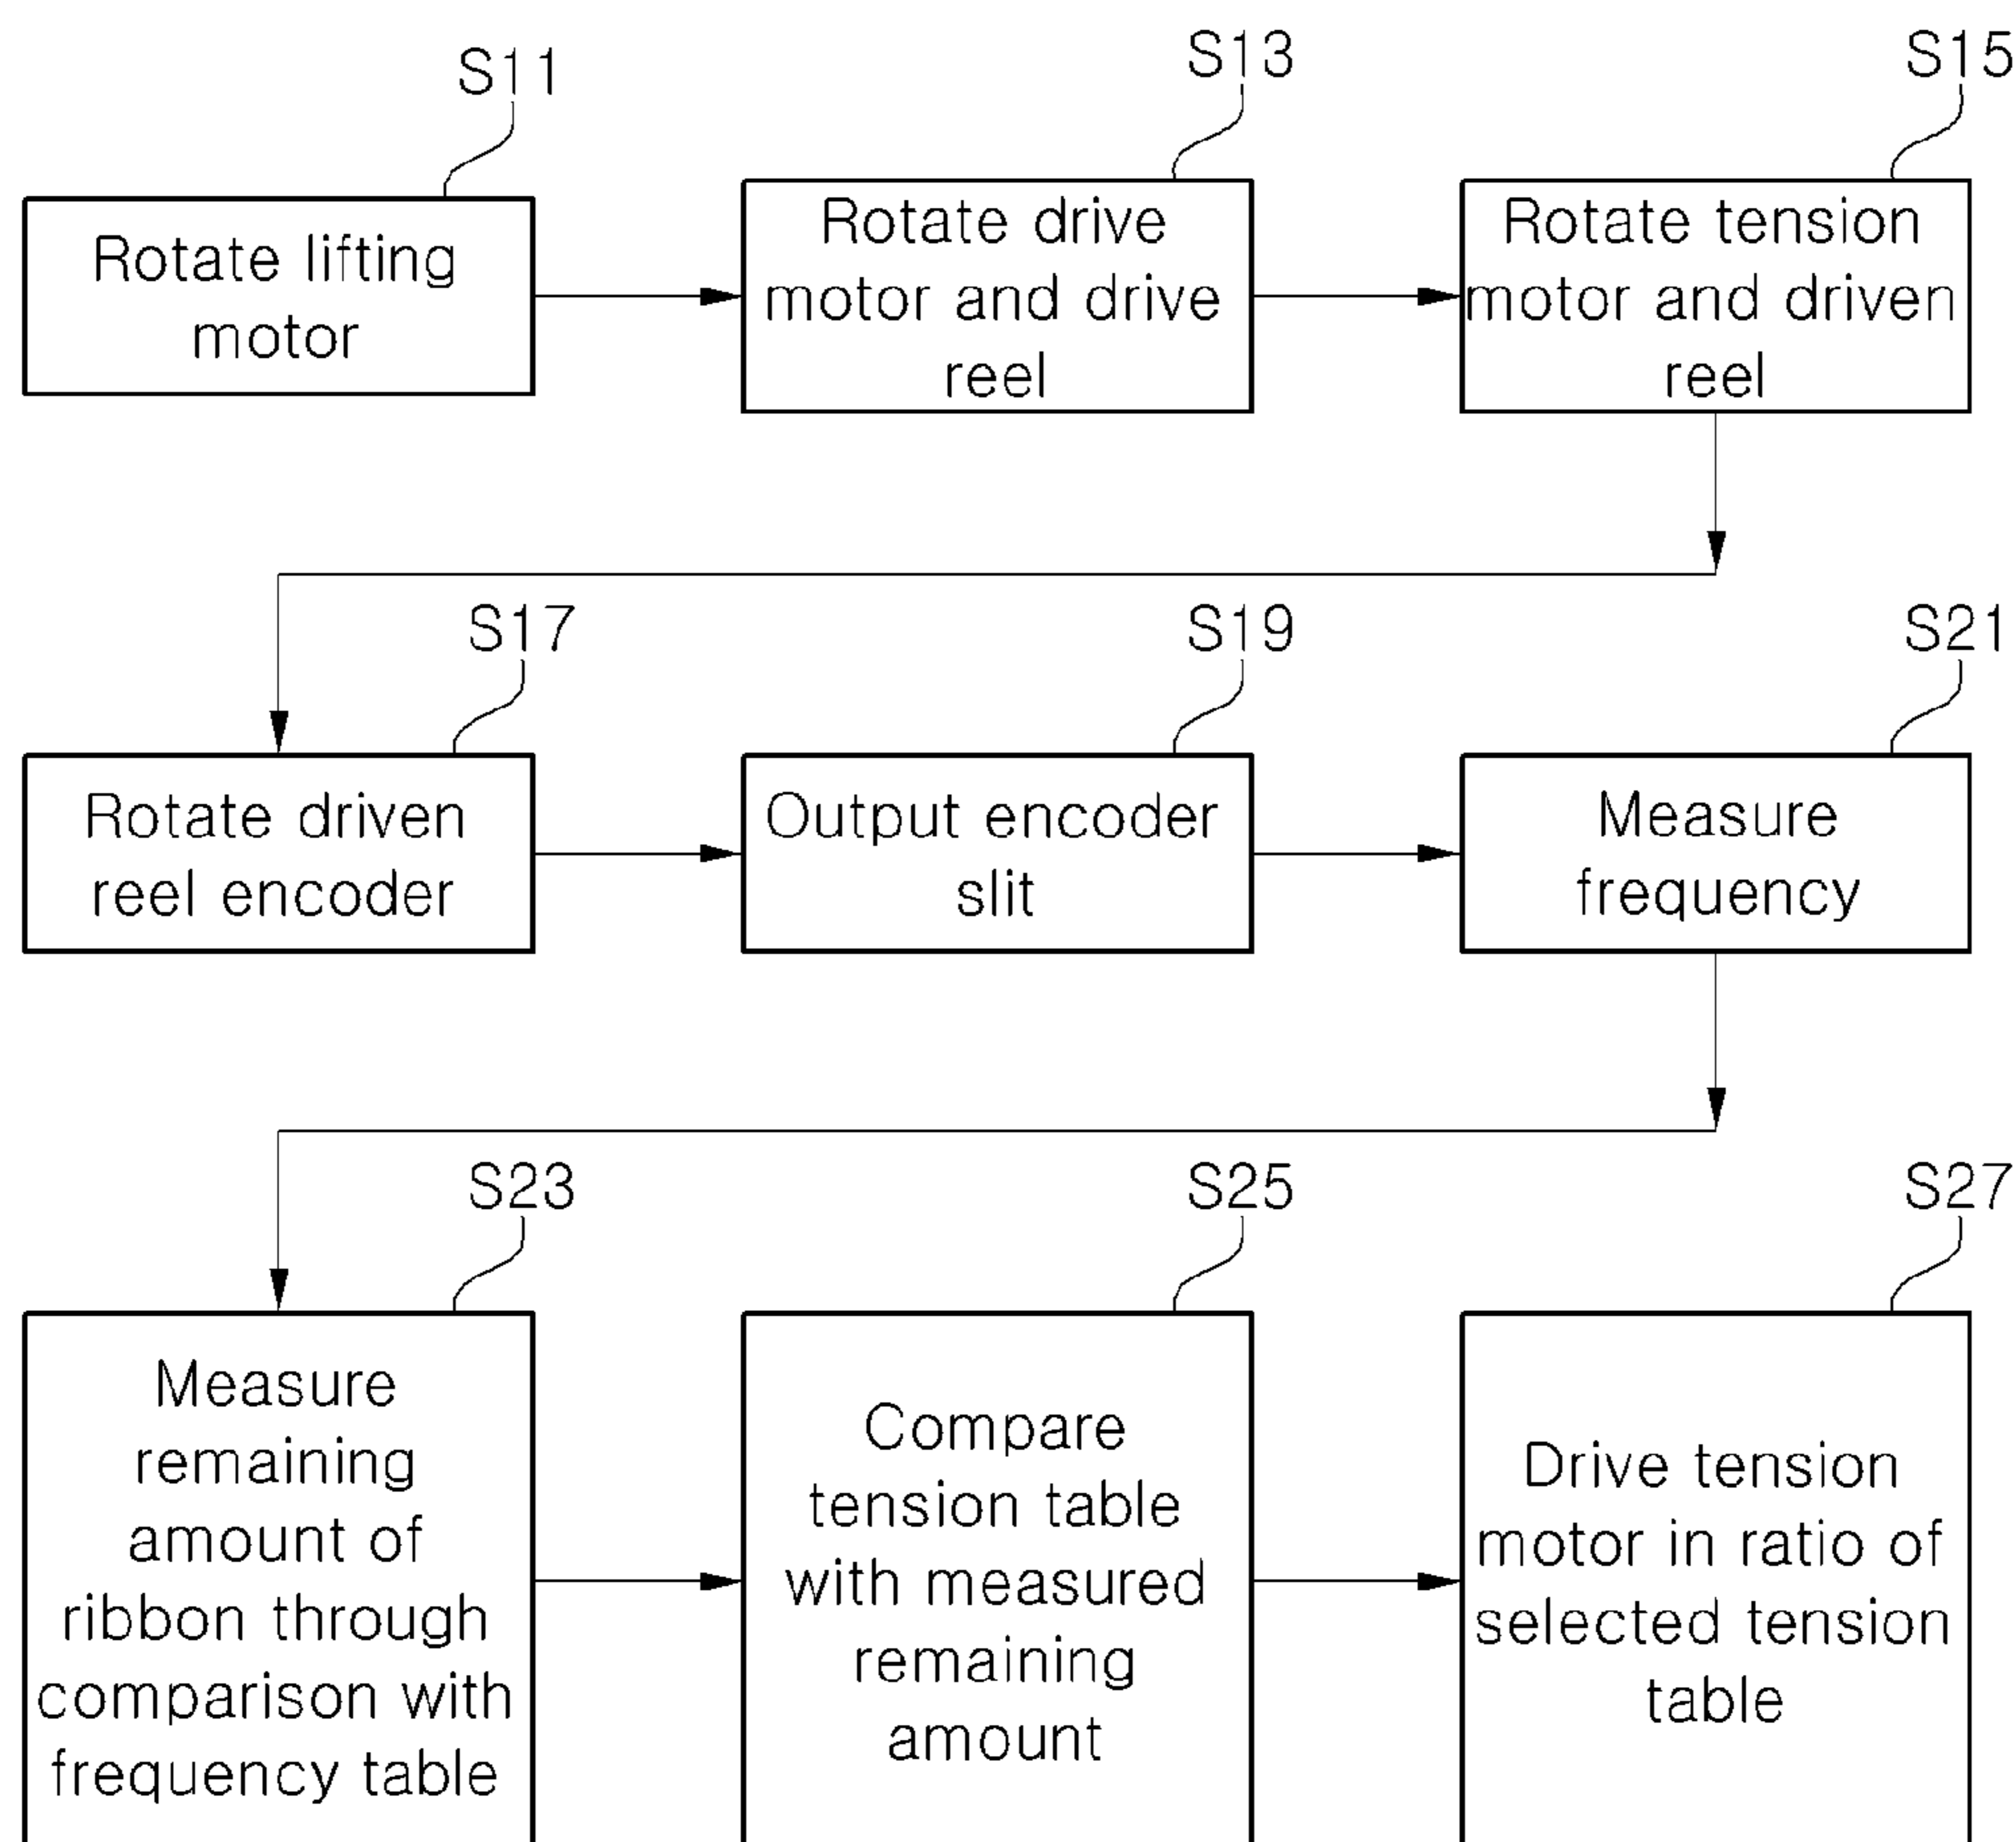 S11
Rotate lifting
motor
S13
Rotate drive
motor and drive
reel
S15
Rotate tension
motor and driven
reel
S17
Rotate driven
reel encoder
S19
Output encoder
slit
S21
Measure
frequency
S23
Measure
remaining
amount of
ribbon through
comparison with
frequency table
S25
Compare
tension table
with measured
remaining
amount
S27
Drive tension
motor in ratio of
selected tension
table